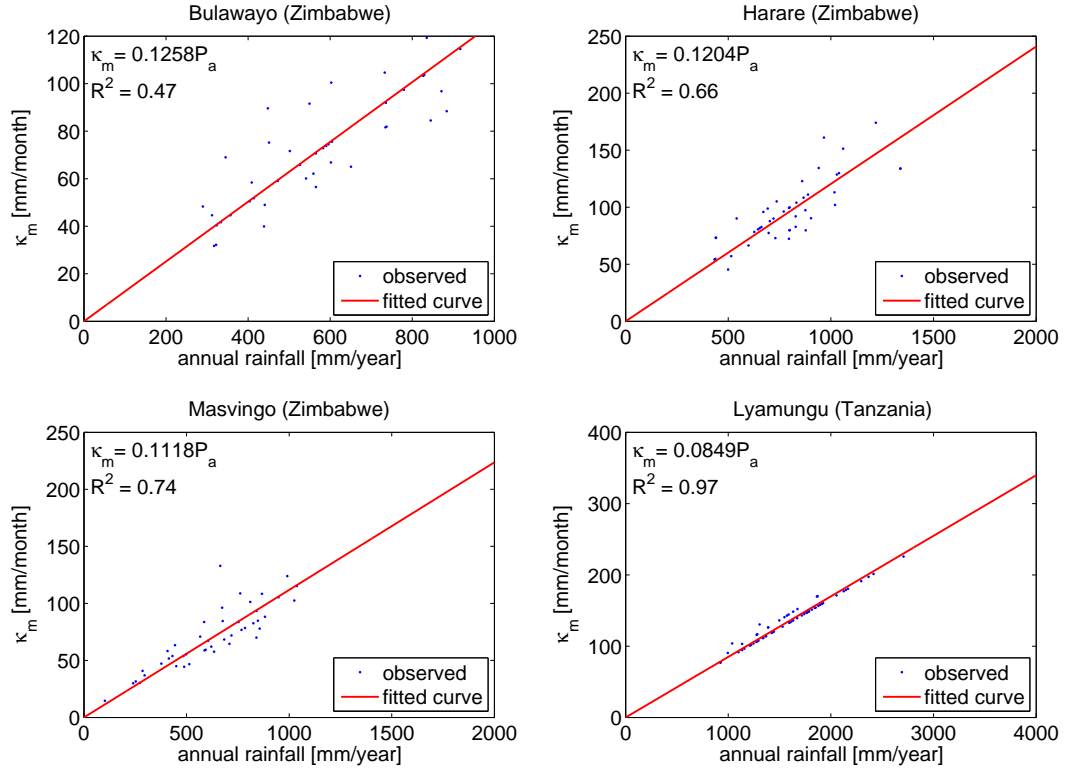 Bulawayo (Zimbabwe)
κm= 0.1258Pa
R2 = 0.47
120
100
80
60
40
20
0
κm [mm/month]
observed
fitted curve
0 200 400 600 800 1000
annual rainfall [mm/year]
Harare (Zimbabwe)
κm = 0.1204Pa
R2 = 0.66
250
200
150
100
50
0
κm [mm/month]
observed
fitted curve
0 500 1000 1500 2000
annual rainfall [mm/year]
Masvingo (Zimbabwe)
κm= 0.1118Pa
R2 = 0.74
250
200
150
100
50
0
κm [mm/month]
observed
fitted curve
0 500 1000 1500 2000
annual rainfall [mm/year]
Lyamungu (Tanzania)
κm = 0.0849Pa
R2 = 0.97
400
300
200
100
0
κm [mm/month]
observed
fitted curve
0 1000 2000 3000 4000
annual rainfall [mm/year]